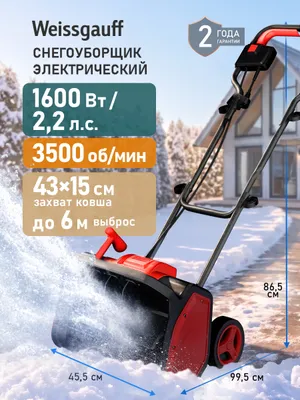 Weissgauff
СНЕГОУБОРЩИК
ЭЛЕКТРИЧЕСКИЙ
2 ГОДА
ГАРАНТИЯ
1600 Вт/
2,2 л.с.
3500 об/мин
43×15 см
захват ковша
до 6 м выброс
86,5
см
45,5 см
99,5 см